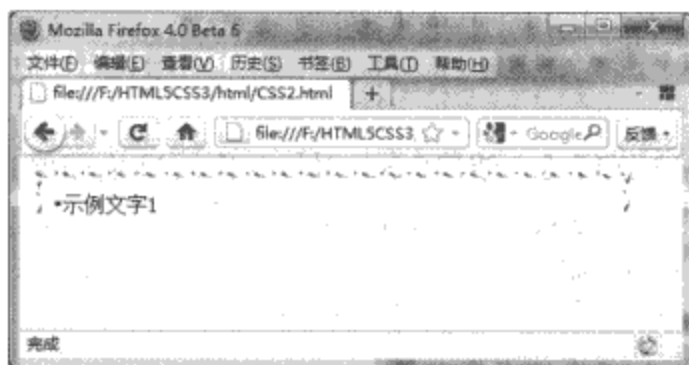 Mozilla Firefox 4.0 Beta 6
文件(F) 编辑(E) 查看(V) 历史(S) 书签(B) 工具(T) 帮助(H)
file:///F:/HTML5CSS3/html/CSS2.html +
file:///F:/HTML5CSS3, Google 反馈
•示例文字1
完成